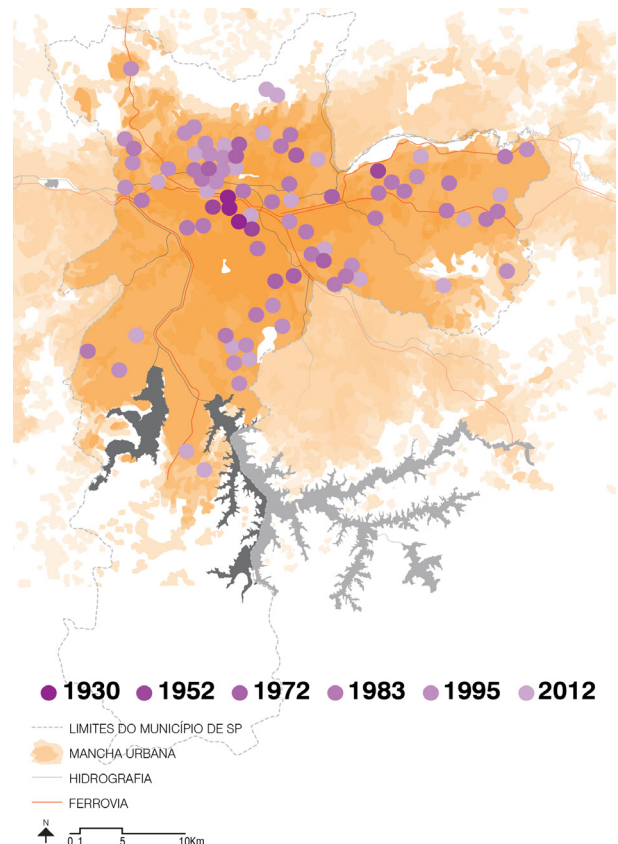 1930 1952 1972 1983 1995 2012
LIMITES DO MUNICÍPIO DE SP
MANCHA URBANA
HIDROGRAFIA
FERROVIA
N
0 1 5 10Km